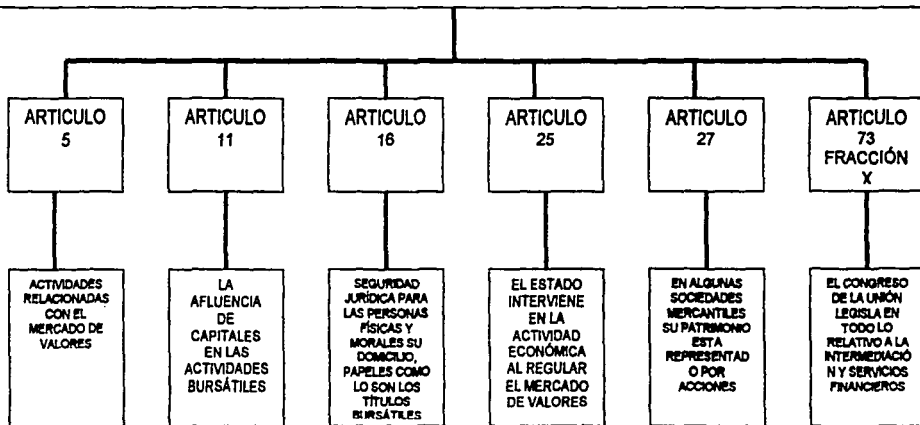 ARTICULO
5
ARTICULO
11
ARTICULO
16
ARTICULO
25
ARTICULO
27
ARTICULO
73
FRACCIÓN
X
ACTIVIDADES
RELACIONADAS
CON EL
MERCADO DE
VALORES
LA
AFLUENCIA
DE
CAPITALES
EN LAS
ACTIVIDADES
BURSÁTILES
SEGURIDAD
JURÍDICA PARA
LAS PERSONAS
FÍSICAS Y
MORALES SU
DOMICILIO,
PAPELES COMO
LO SON LOS
TÍTULOS
BURSÁTILES
EL ESTADO
INTERVIENE
EN LA
ACTIVIDAD
ECONÓMICA
AL REGULAR
EL MERCADO
DE VALORES
EN ALGUNAS
SOCIEDADES
MERCANTILES
SU PATRIMONIO
ESTA
REPRESENTAD
O POR
ACCIONES
EL CONGRESO
DE LA UNIÓN
LEGISLA EN
TODO LO
RELATIVO A LA
INTERMEDIACIÓ
N Y SERVICIOS
FINANCIEROS